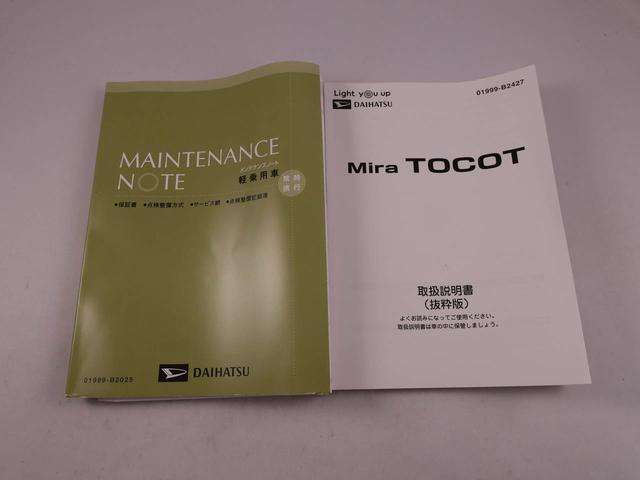 MAINTENANCE
NOTE
メンテナンスノート
軽乗用車
常時
携行
●保証書 ●点検整備方式 ●サービス網 ●点検整備記録簿
DAIHATSU
01999-B2025
Light you up
DAIHATSU
01999-B2427
Mira TOCOT
取扱説明書
(抜粋版)
よくお読みになってご使用ください。
取扱説明書は車の中に保管しましょう。